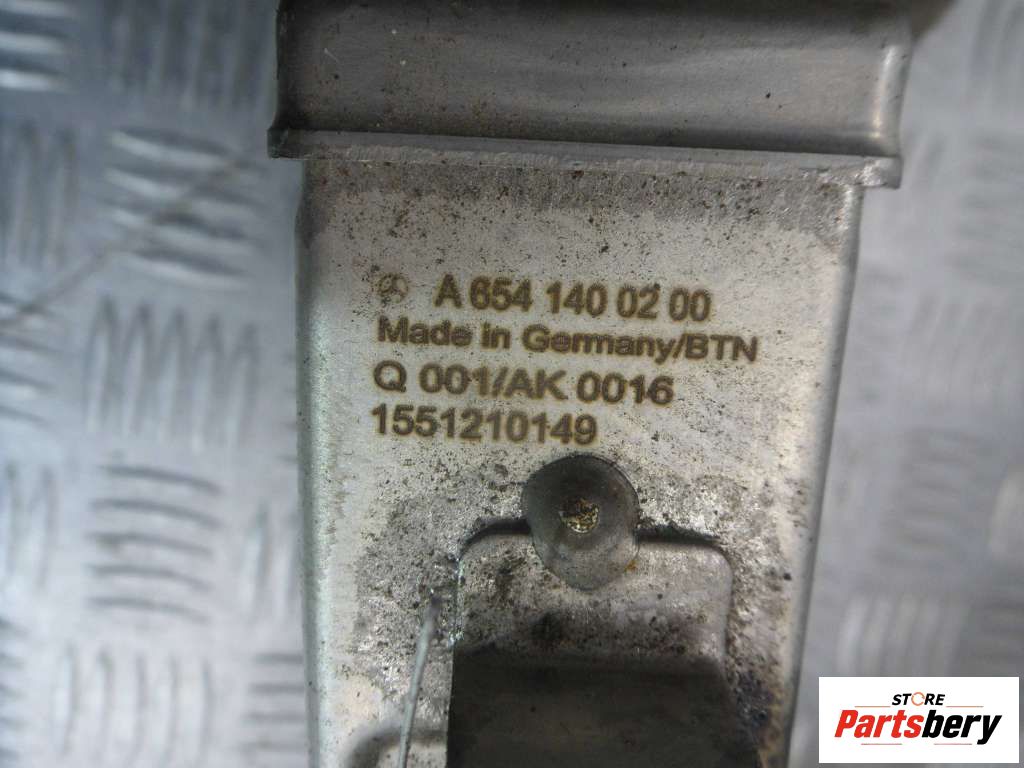 A 654 140 02 00
Made in Germany/BTN
Q 001/AK 0016
1551210149
STORE
Partsbery